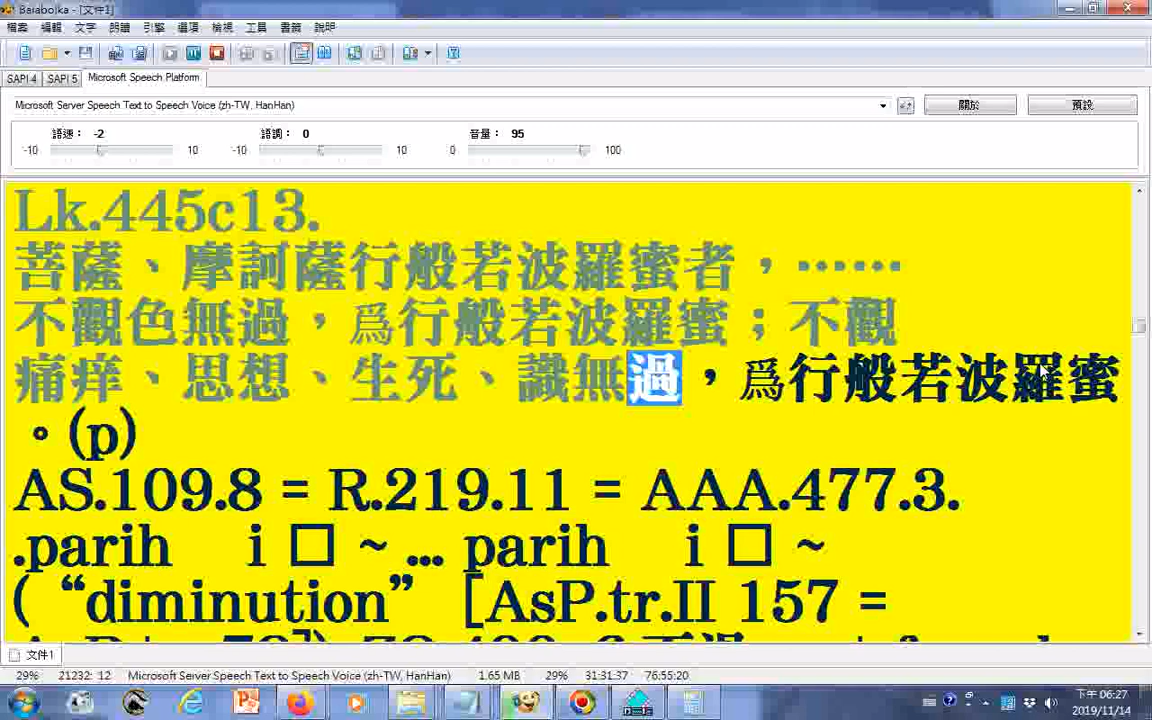 Balabolka - [文件1]
檔案 編輯 文字 朗讀 引擎 選項 檢視 工具 書籤 說明
SAPI 4 SAPI 5 Microsoft Speech Platform
Microsoft Server Speech Text to Speech Voice (zh-TW, HanHan) 關於 預設
語速： -2 語調： 0 音量： 95
-10 10 -10 10 0 100
Lk.445c13.
菩薩、摩訶薩行般若波羅蜜者，⋯⋯
不觀色無過，爲行般若波羅蜜；不觀
痛痒、思想、生死、識無過，爲行般若波羅蜜
。(p)
AS.109.8 = R.219.11 = AAA.477.3.
.parih i □ ~ ... parih i □ ~
( “diminution” [AsP.tr.II 157 =
文件1
29% 21232: 12 Microsoft Server Speech Text to Speech Voice (zh-TW, HanHan) 1.65 MB 29% 31:31:37 76:55:20
下午 06:27
2019/11/14